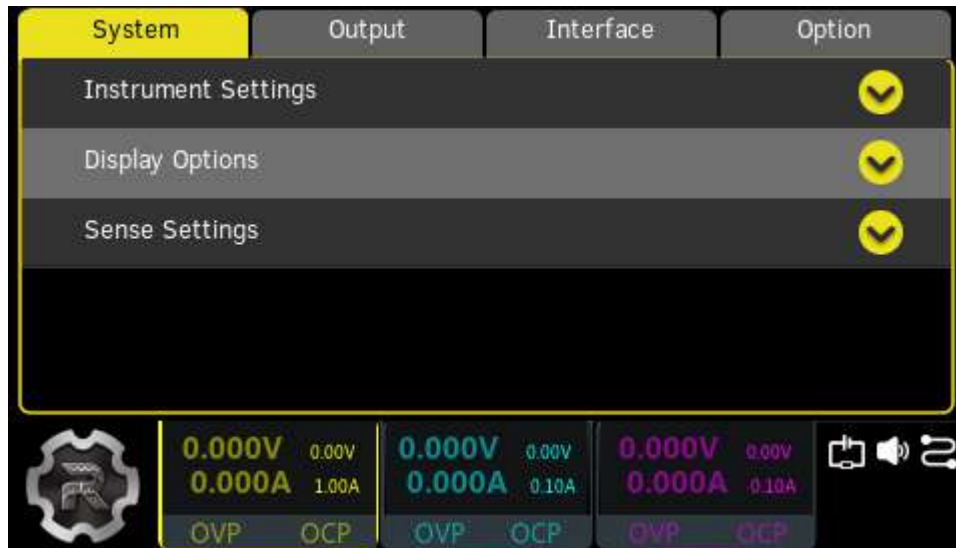 System Output Interface Option
Instrument Settings
Display Options
Sense Settings
0.000V 0.00V 0.000V 0.00V 0.000V 0.00V
0.000A 1.00A 0.000A 0.10A 0.000A 0.10A
OVP OCP OVP OCP OVP OCP